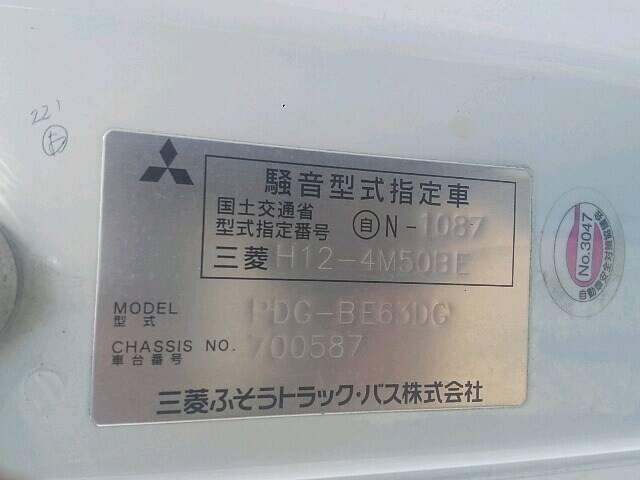 22'
騒音型式指定車
国土交通省
型式指定番号 自 N-1087
三菱 H12-4M50BE
MODEL
型式
PDG-BE63DG
CHASSIS NO.
車台番号
700587
三菱ふそうトラック・バス株式会社
No.3047